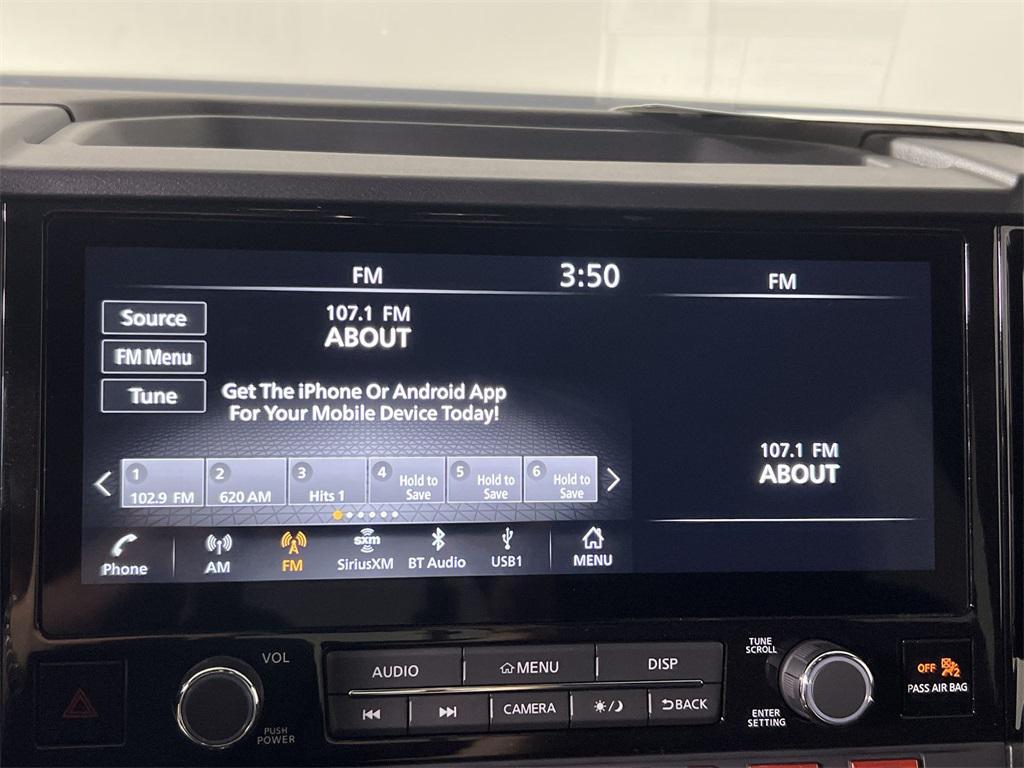 FM
3:50
FM
Source
FM Menu
Tune
107.1 FM
ABOUT
Get The iPhone Or Android App
For Your Mobile Device Today!
107.1 FM
ABOUT
1
102.9 FM
2
620 AM
3
Hits 1
4
Hold to
Save
5
Hold to
Save
6
Hold to
Save
Phone
AM
FM
sxm
SiriusXM
BT Audio
USB1
MENU
VOL
PUSH
POWER
AUDIO
MENU
DISP
CAMERA
BACK
TUNE
SCROLL
ENTER
SETTING
OFF
2
PASS AIR BAG